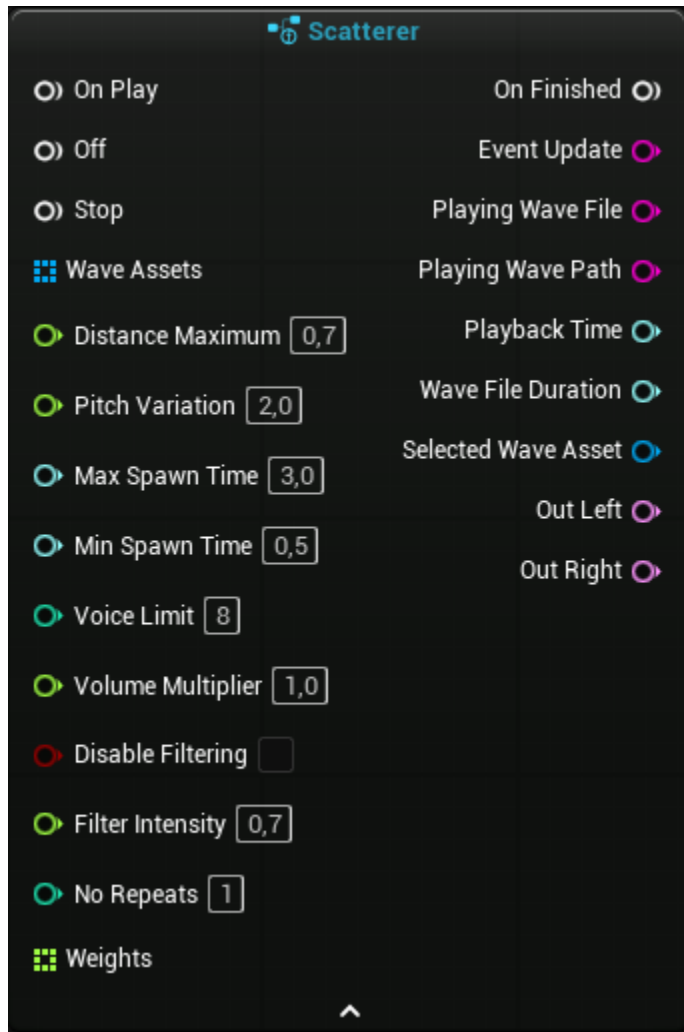 Scatterer
On Play
On Finished
Off
Event Update
Stop
Playing Wave File
Wave Assets
Playing Wave Path
Distance Maximum 0,7
Playback Time
Pitch Variation 2,0
Wave File Duration
Max Spawn Time 3,0
Selected Wave Asset
Min Spawn Time 0,5
Out Left
Out Right
Voice Limit 8
Volume Multiplier 1,0
Disable Filtering
Filter Intensity 0,7
No Repeats 1
Weights